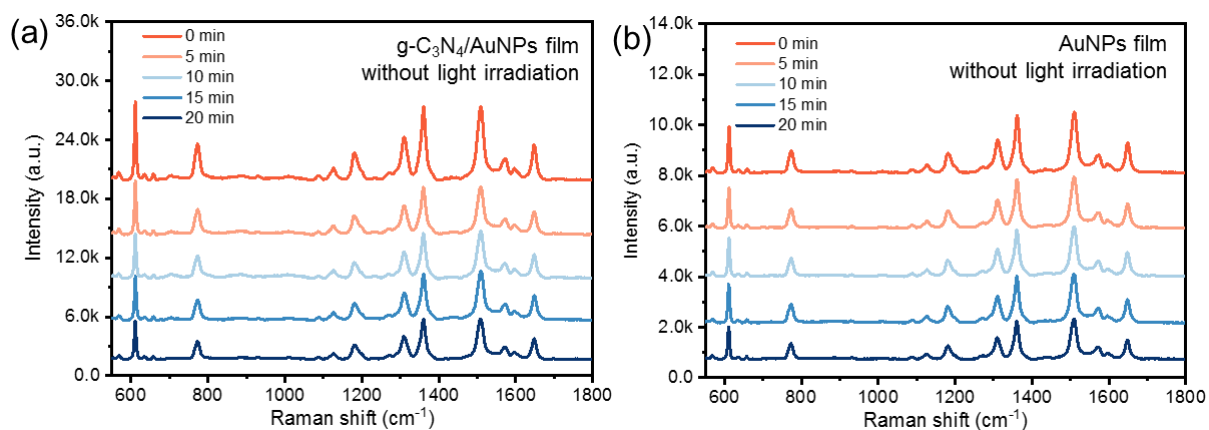 (a)
36.0k
30.0k
24.0k
18.0k
12.0k
6.0k
0.0
Intensity (a.u.)
0 min
5 min
10 min
15 min
20 min
g-C₃N₄/AuNPs film
without light irradiation
600 800 1000 1200 1400 1600 1800
Raman shift (cm⁻¹)
(b)
14.0k
12.0k
10.0k
8.0k
6.0k
4.0k
2.0k
0.0
Intensity (a.u.)
0 min
5 min
10 min
15 min
20 min
AuNPs film
without light irradiation
600 800 1000 1200 1400 1600 1800
Raman shift (cm⁻¹)